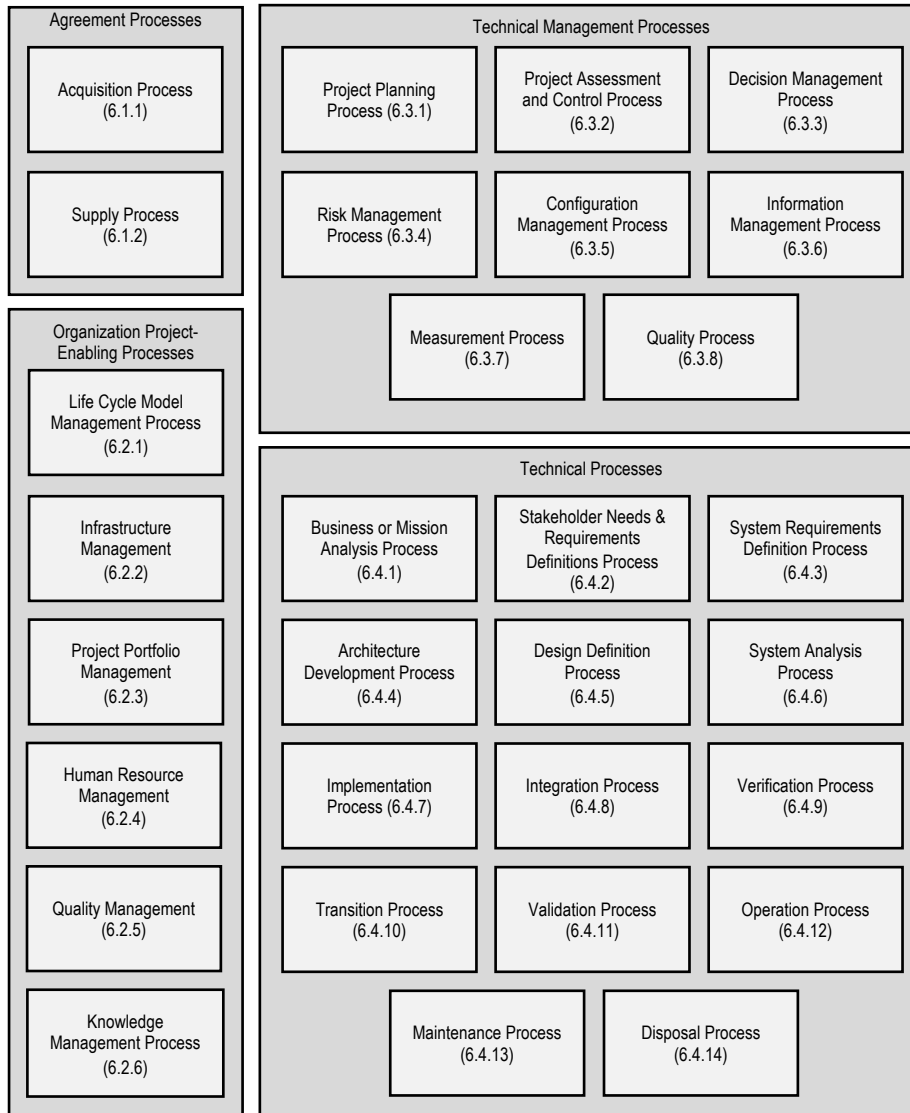 Agreement Processes
Acquisition Process
(6.1.1)
Supply Process
(6.1.2)
Organization Project-
Enabling Processes
Life Cycle Model
Management Process
(6.2.1)
Infrastructure
Management
(6.2.2)
Project Portfolio
Management
(6.2.3)
Human Resource
Management
(6.2.4)
Quality Management
(6.2.5)
Knowledge
Management Process
(6.2.6)
Technical Management Processes
Project Planning
Process (6.3.1)
Project Assessment
and Control Process
(6.3.2)
Decision Management
Process
(6.3.3)
Risk Management
Process (6.3.4)
Configuration
Management Process
(6.3.5)
Information
Management Process
(6.3.6)
Measurement Process
(6.3.7)
Quality Process
(6.3.8)
Technical Processes
Business or Mission
Analysis Process
(6.4.1)
Stakeholder Needs &
Requirements
Definitions Process
(6.4.2)
System Requirements
Definition Process
(6.4.3)
Architecture
Development Process
(6.4.4)
Design Definition
Process
(6.4.5)
System Analysis
Process
(6.4.6)
Implementation
Process (6.4.7)
Integration Process
(6.4.8)
Verification Process
(6.4.9)
Transition Process
(6.4.10)
Validation Process
(6.4.11)
Operation Process
(6.4.12)
Maintenance Process
(6.4.13)
Disposal Process
(6.4.14)